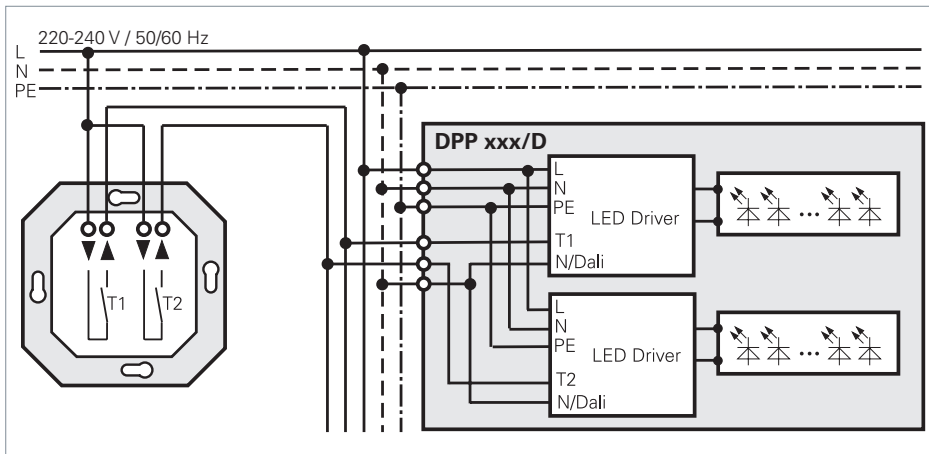 220-240 V / 50/60 Hz
L
N
PE
DPP xxx/D
L
N
PE
LED Driver
T1
N/Dali
T1
T2
L
N
PE
LED Driver
T2
N/Dali